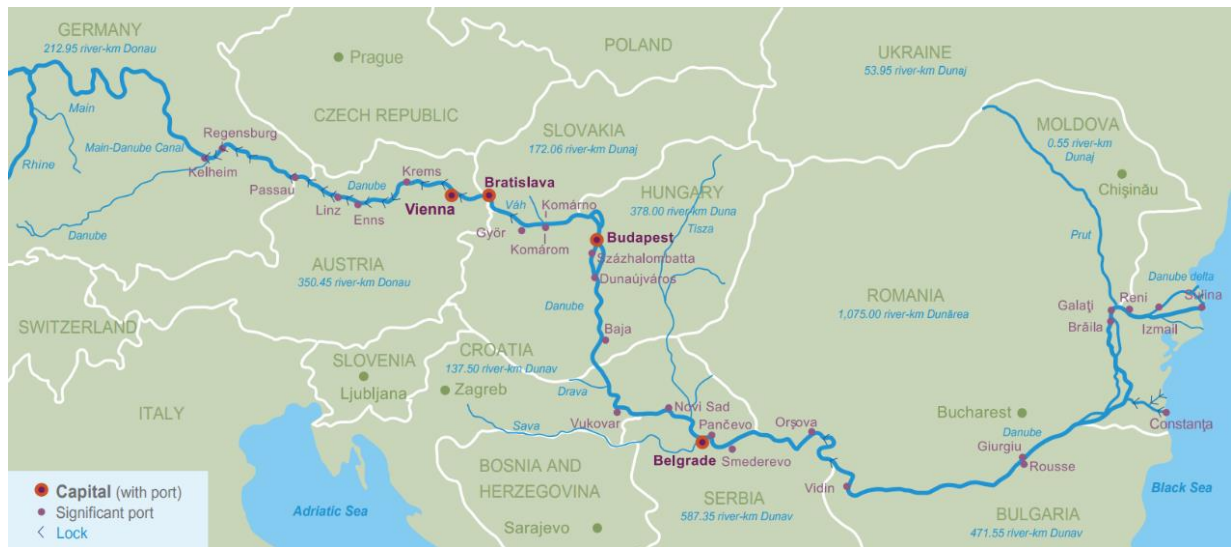 GERMANY
212.95 river-km Donau
POLAND
UKRAINE
53.95 river-km Dunaj
Prague
Main
CZECH REPUBLIC
SLOVAKIA
172.06 river-km Dunaj
MOLDOVA
0.55 river-km
Dunaj
Chişinău
Regensburg
Main-Danube Canal
Rhine
Kelheim
Passau
Danube
Krems
Bratislava
HUNGARY
378.00 river-km Duna
Linz
Enns
Vienna
Váh
Komárno
Tisza
Győr
Komárom
Budapest
Danube
Százhalombatta
Prut
Dunaújváros
AUSTRIA
350.45 river-km Donau
Danube delta
ROMANIA
1,075.00 river-km Dunărea
Galaţi
Reni
Sulina
Brăila
Izmail
SWITZERLAND
Danube
Baja
SLOVENIA
Ljubljana
CROATIA
137.50 river-km Dunav
Zagreb
Drava
ITALY
Sava
Vukovar
Novi Sad
Pančevo
Orşova
Bucharest
Danube
Constanţa
Belgrade
Smederevo
Giurgiu
Rousse
BOSNIA AND
HERZEGOVINA
Vidin
SERBIA
587.35 river-km Dunav
BULGARIA
471.55 river-km Dunav
Black Sea
Sarajevo
Adriatic Sea
Capital (with port)
Significant port
Lock